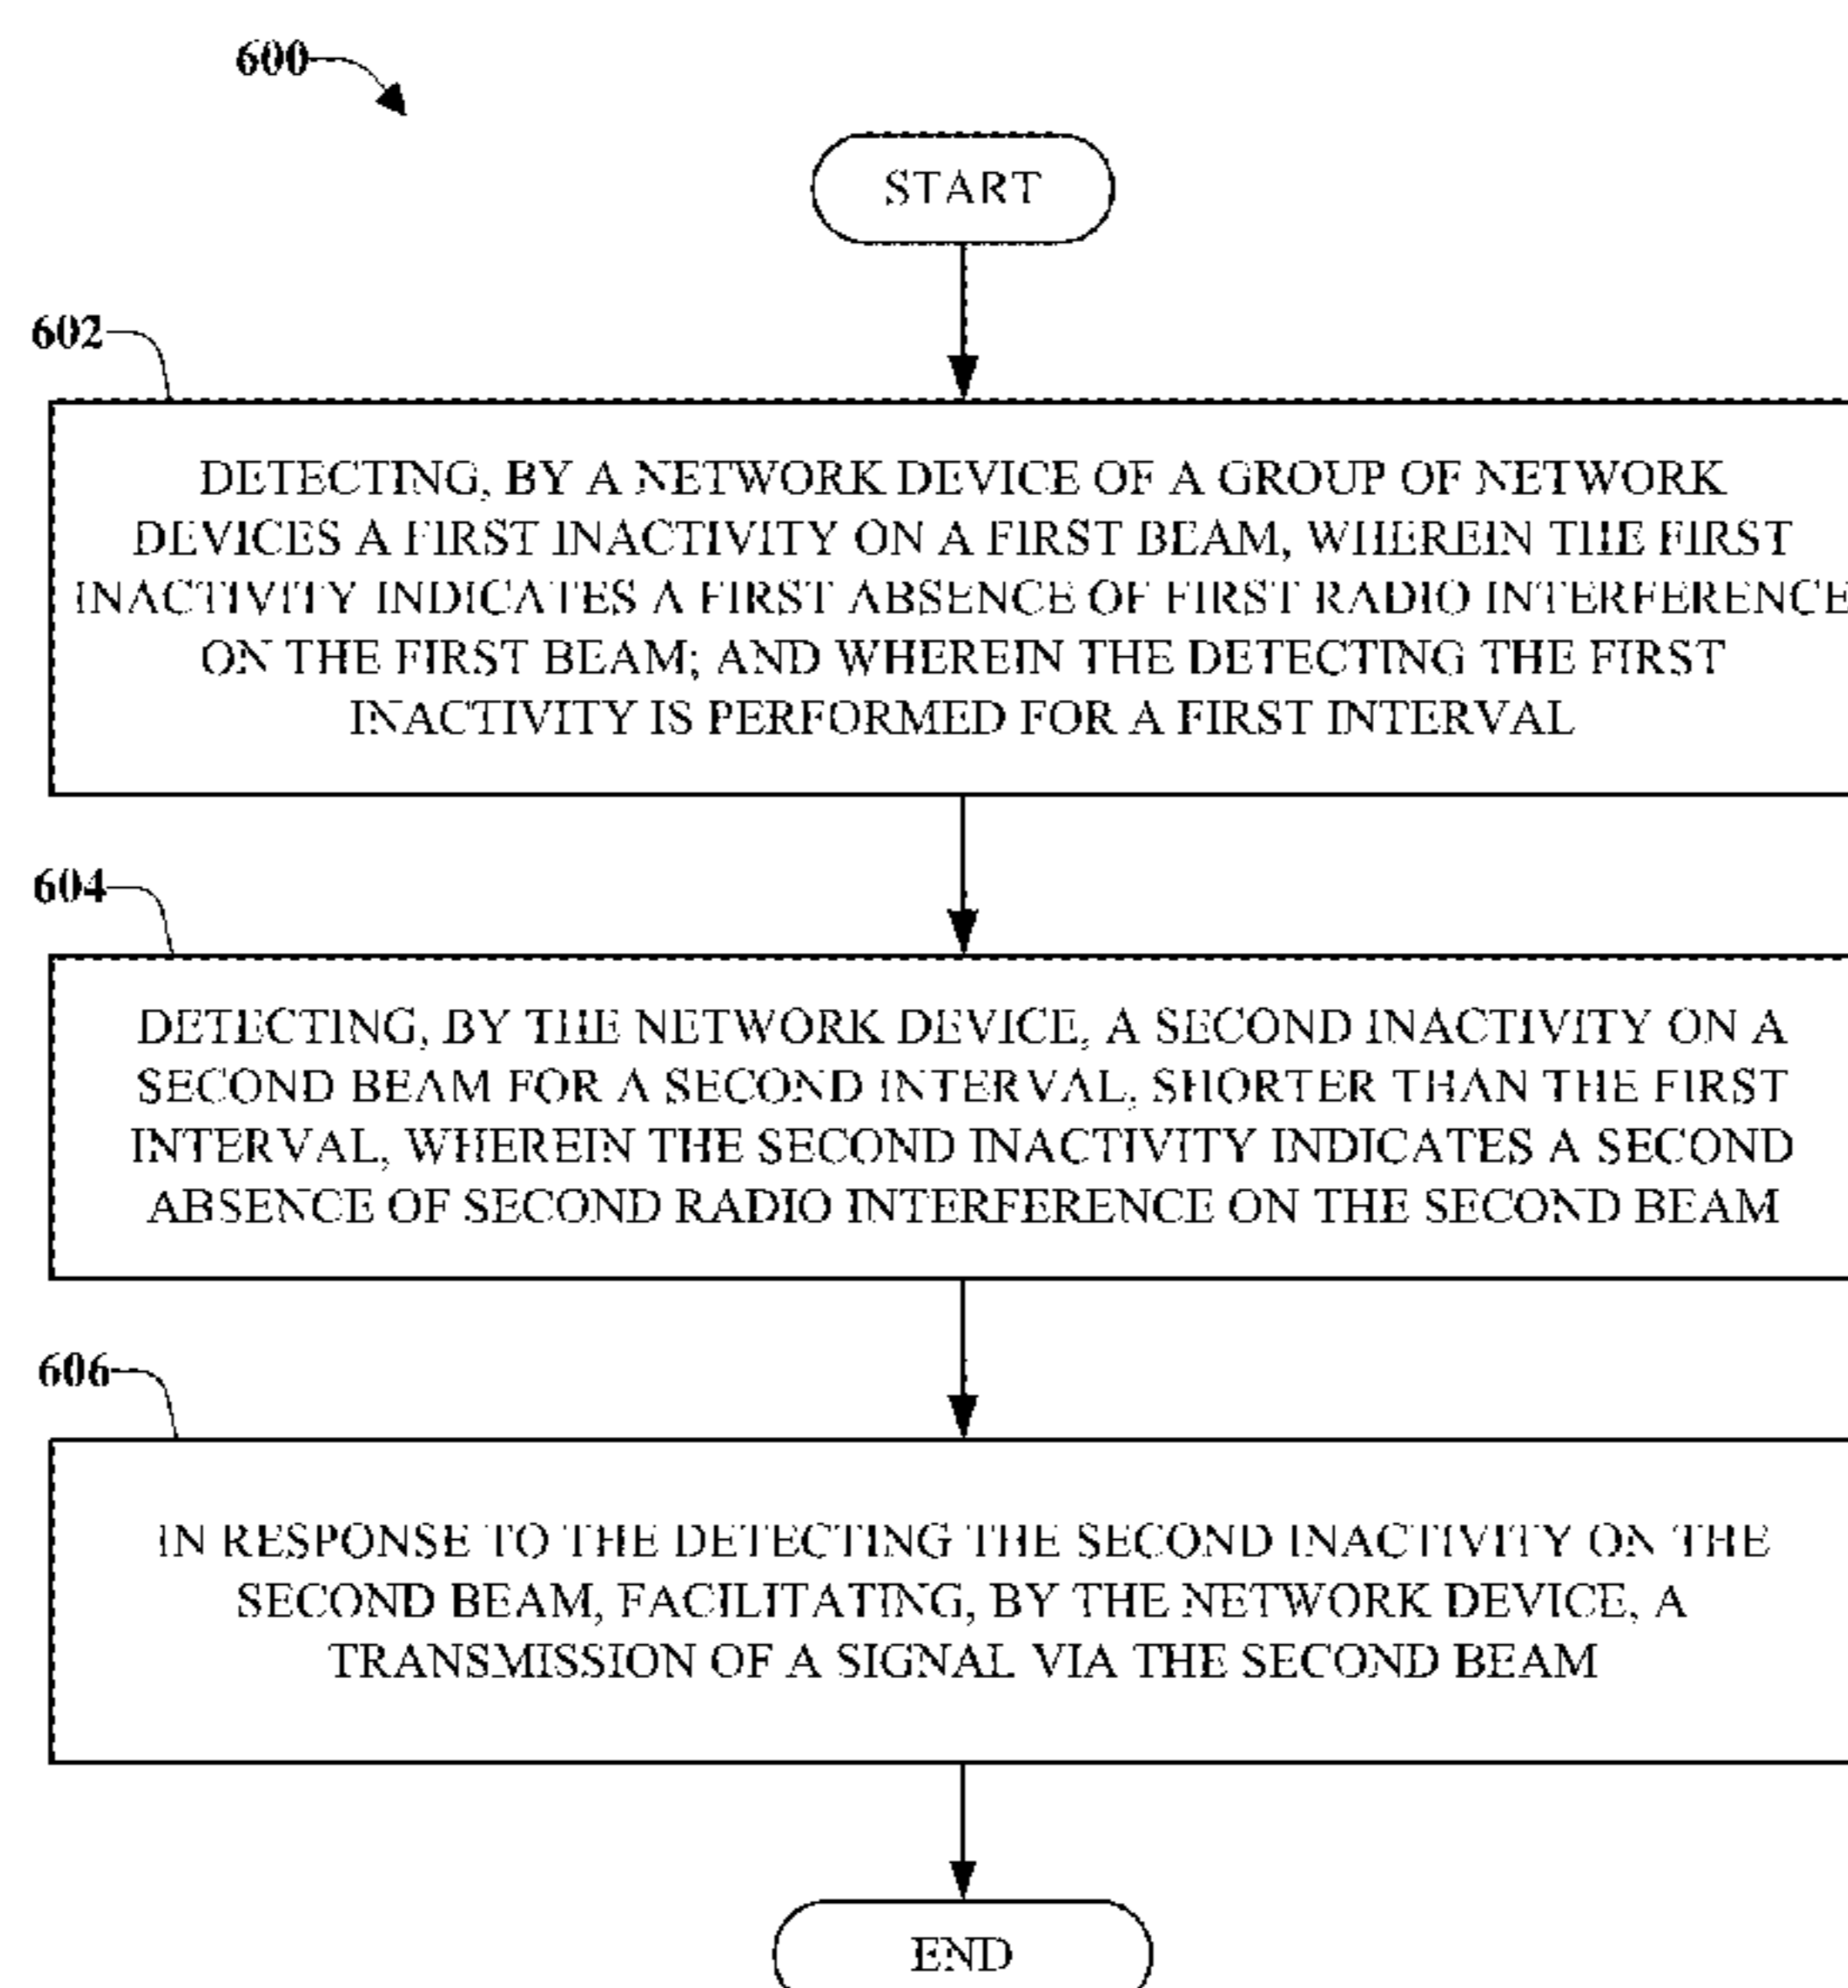 600
START
602
DETECTING, BY A NETWORK DEVICE OF A GROUP OF NETWORK
DEVICES A FIRST INACTIVITY ON A FIRST BEAM, WHEREIN THE FIRST
INACTIVITY INDICATES A FIRST ABSENCE OF FIRST RADIO INTERFERENCE
ON THE FIRST BEAM; AND WHEREIN THE DETECTING THE FIRST
INACTIVITY IS PERFORMED FOR A FIRST INTERVAL
604
DETECTING, BY THE NETWORK DEVICE, A SECOND INACTIVITY ON A
SECOND BEAM FOR A SECOND INTERVAL, SHORTER THAN THE FIRST
INTERVAL, WHEREIN THE SECOND INACTIVITY INDICATES A SECOND
ABSENCE OF SECOND RADIO INTERFERENCE ON THE SECOND BEAM
606
IN RESPONSE TO THE DETECTING THE SECOND INACTIVITY ON THE
SECOND BEAM, FACILITATING, BY THE NETWORK DEVICE, A
TRANSMISSION OF A SIGNAL VIA THE SECOND BEAM
END